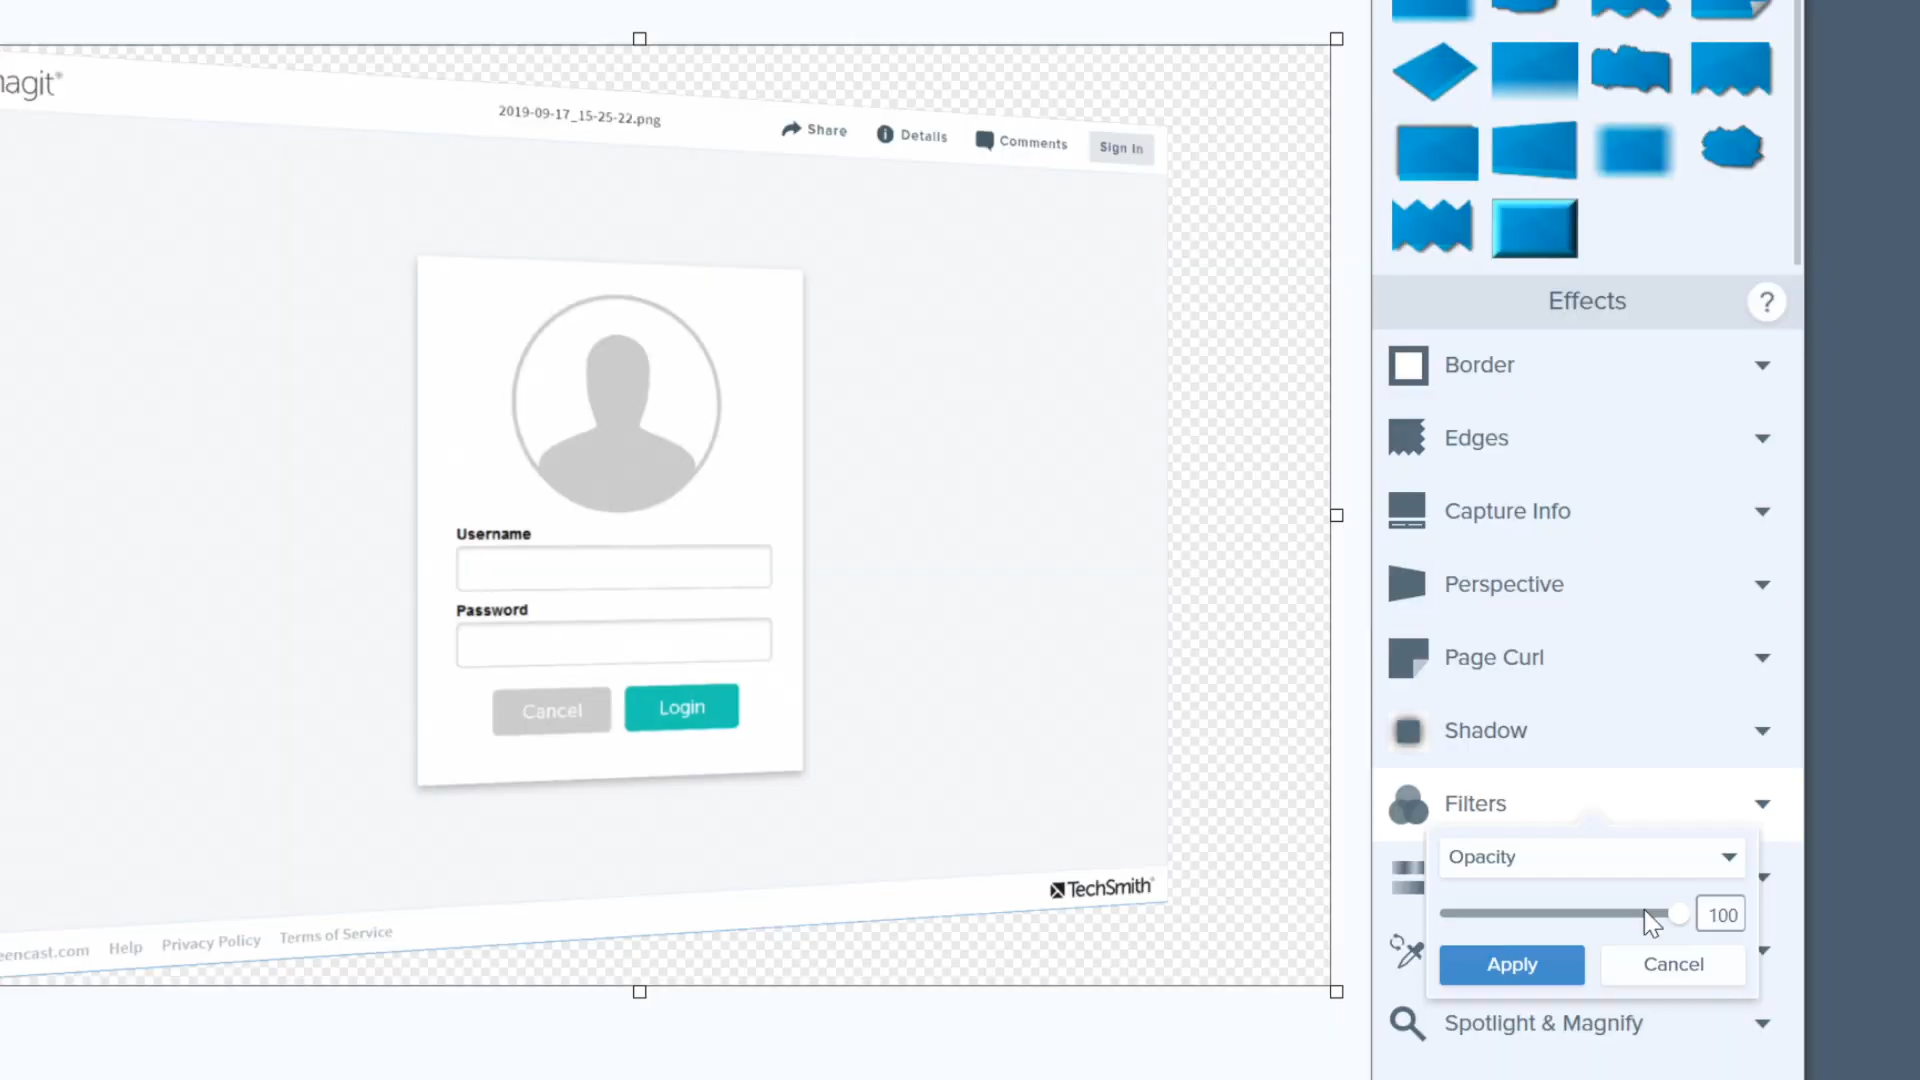 nagit®
2019-09-17_15-25-22.png
Share
Details
Comments
Sign In
Username
Password
Cancel
Login
eencast.com
Help
Privacy Policy
Terms of Service
TechSmith®
Effects
?
Border
Edges
Capture Info
Perspective
Page Curl
Shadow
Filters
Opacity
100
Apply
Cancel
Spotlight & Magnify